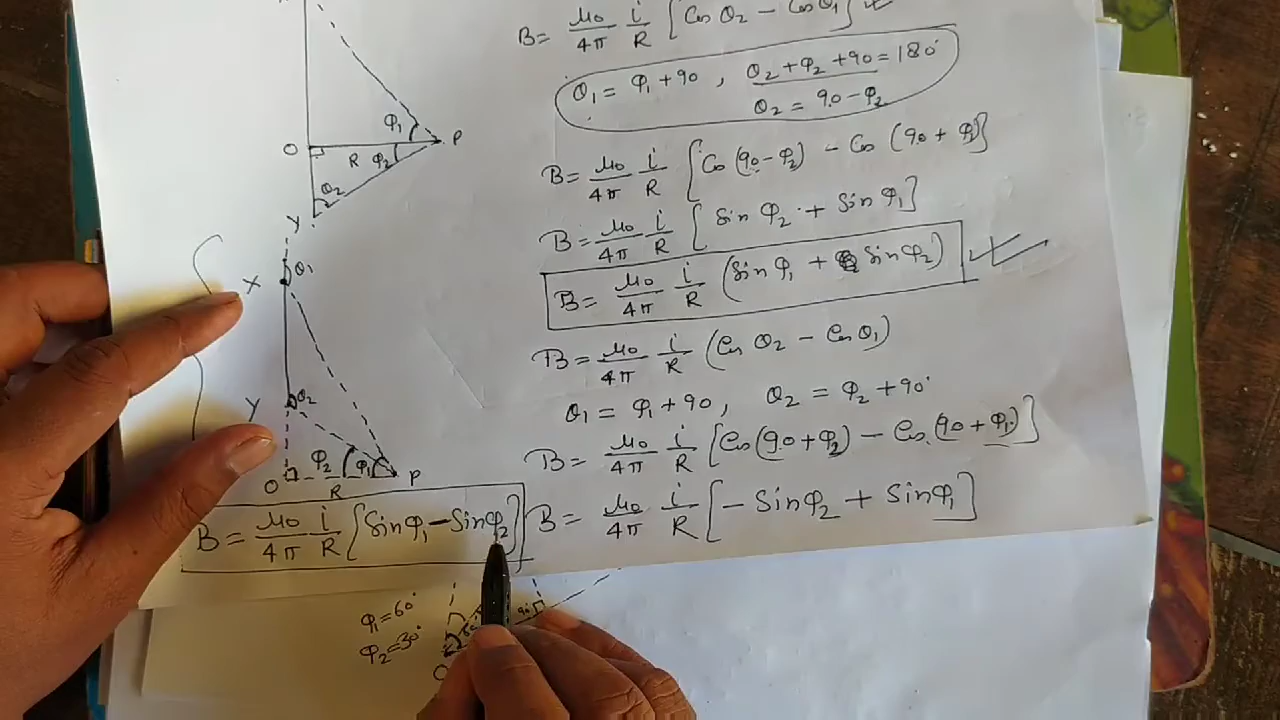 B = μ₀/4π i/R [Cos θ₂ - Cos θ₁]
θ₁ = φ₁ + 90 , θ₂ + φ₂ + 90 = 180°
θ₂ = 90 - φ₂
B = μ₀/4π i/R [Cos (90 - φ₂) - Cos (90 + φ₁)]
B = μ₀/4π i/R [Sin φ₂ + Sin φ₁]
B = μ₀/4π i/R (Sin φ₁ + Sin φ₂)
B = μ₀/4π i/R (Cos θ₂ - Cos θ₁)
θ₁ = φ₁ + 90 , θ₂ = φ₂ + 90°
B = μ₀/4π i/R [Cos (90 + φ₂) - Cos (90 + φ₁)]
B = μ₀/4π i/R [- Sin φ₂ + Sin φ₁]
φ₁
O R φ₂ P
θ₂
Y
X θ₁
Y θ₂
φ₂ φ₁
O R P
B = μ₀/4π i/R [Sin φ₁ - Sin φ₂]
φ₁ = 60°
φ₂ = 30°
90°
O